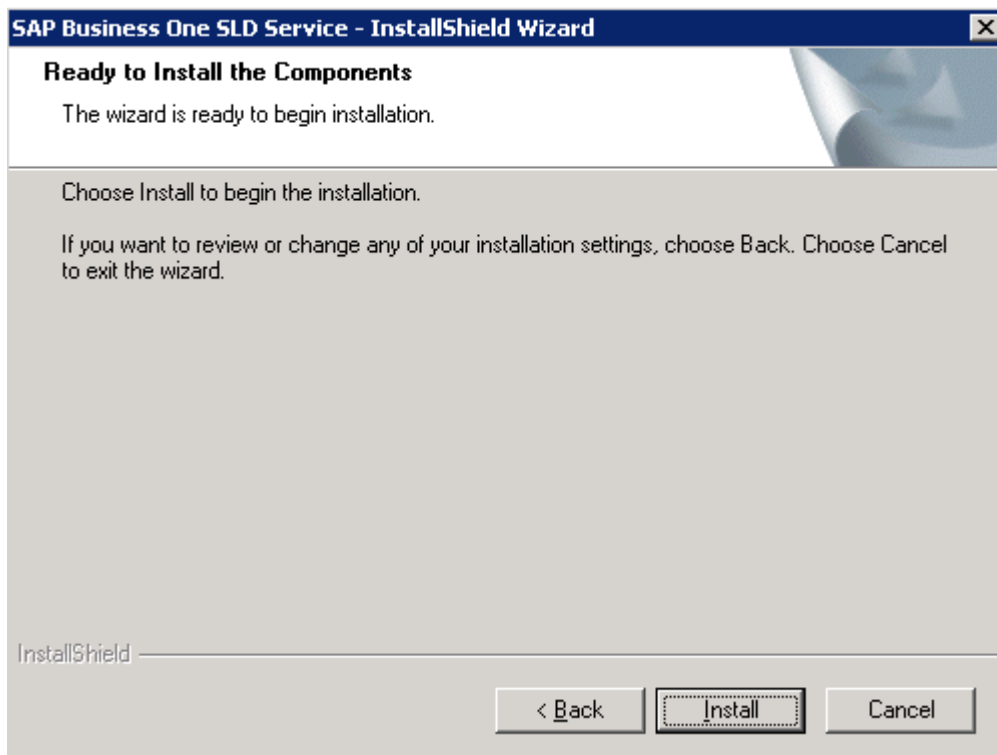 SAP Business One SLD Service - InstallShield Wizard
Ready to Install the Components
The wizard is ready to begin installation.
Choose Install to begin the installation.
If you want to review or change any of your installation settings, choose Back. Choose Cancel
to exit the wizard.
InstallShield
< Back Install Cancel